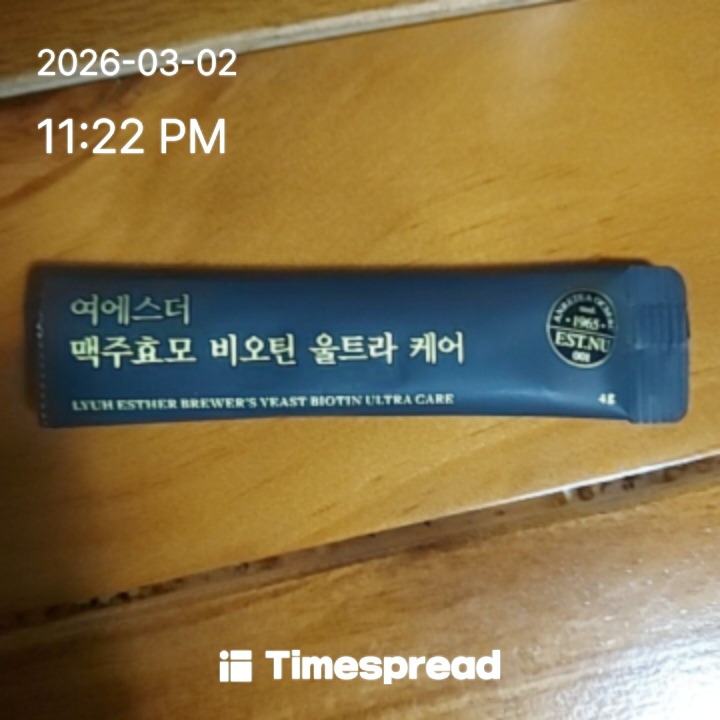 2026-03-02
11:22 PM
여에스더
맥주효모 비오틴 울트라 케어
LYUH ESTHER BREWER'S YEAST BIOTIN ULTRA CARE
1965
EST.NU
001
4g
Timespread